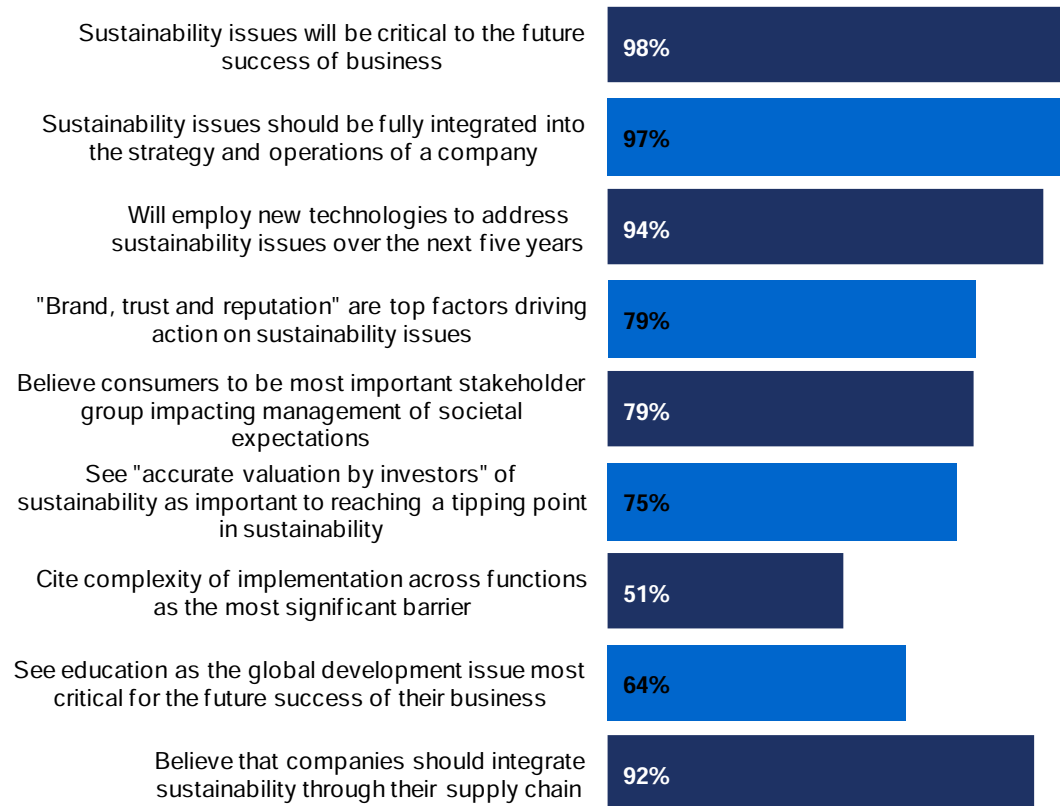 Sustainability issues will be critical to the future
success of business
98%
Sustainability issues should be fully integrated into
the strategy and operations of a company
97%
Will employ new technologies to address
sustainability issues over the next five years
94%
"Brand, trust and reputation" are top factors driving
action on sustainability issues
79%
Believe consumers to be most important stakeholder
group impacting management of societal
expectations
79%
See "accurate valuation by investors" of
sustainability as important to reaching a tipping point
in sustainability
75%
Cite complexity of implementation across functions
as the most significant barrier
51%
See education as the global development issue most
critical for the future success of their business
64%
Believe that companies should integrate
sustainability through their supply chain
92%